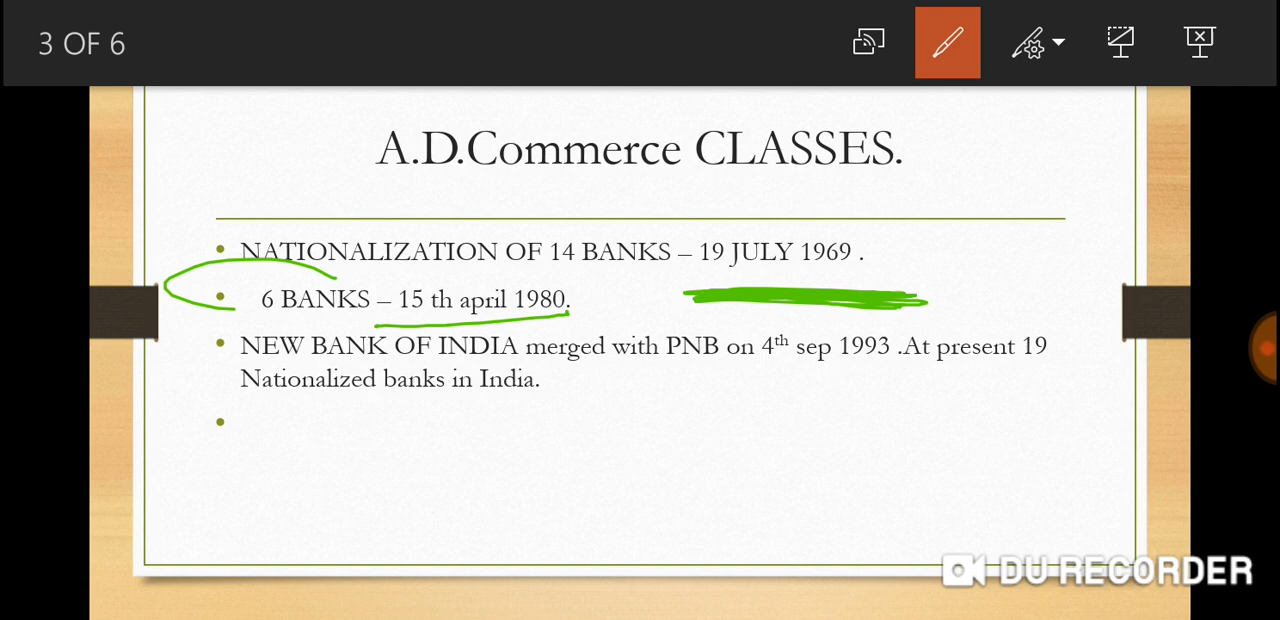 3 OF 6
A.D.Commerce CLASSES.
• NATIONALIZATION OF 14 BANKS – 19 JULY 1969 .
• 6 BANKS – 15 th april 1980.
• NEW BANK OF INDIA merged with PNB on 4th sep 1993 .At present 19
Nationalized banks in India.
•
DU RECORDER